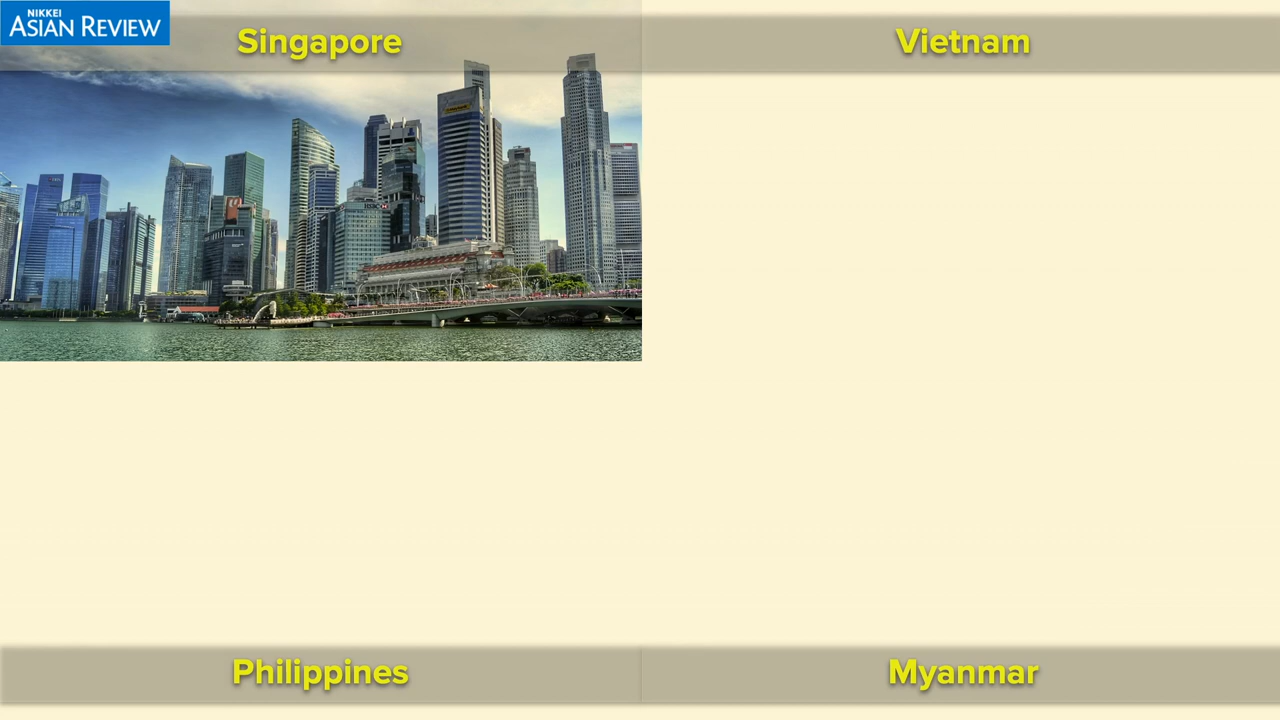 NIKKEI
ASIAN REVIEW
Singapore
Vietnam
Philippines
Myanmar